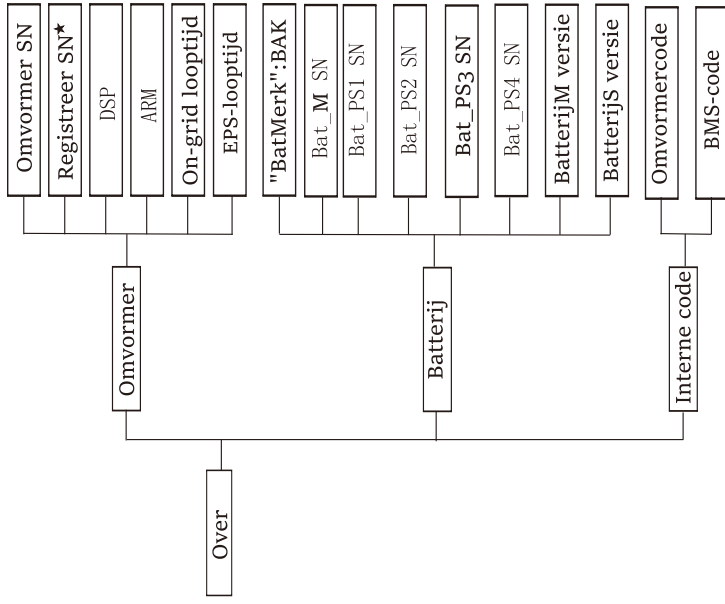 Over
Omvormer
Omvormer SN
Registreer SN★
DSP
ARM
On-grid looptijd
EPS-looptijd
Batterij
"BatMerk":BAK
Bat_M SN
Bat_PS1 SN
Bat_PS2 SN
Bat_PS3 SN
Bat_PS4 SN
BatterijM versie
BatterijS versie
Interne code
Omvormercode
BMS-code